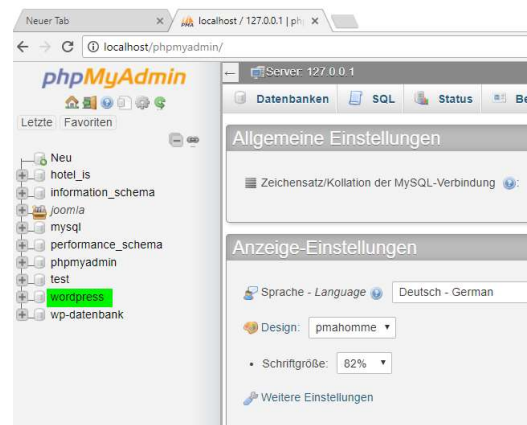 Neuer Tab
localhost / 127.0.0.1 | ph
localhost/phpmyadmin/
phpMyAdmin
Letzte Favoriten
Neu
hotel_is
information_schema
joomla
mysql
performance_schema
phpmyadmin
test
wordpress
wp-datenbank
Server: 127.0.0.1
Datenbanken SQL Status Be
Allgemeine Einstellungen
Zeichensatz/Kollation der MySQL-Verbindung :
Anzeige-Einstellungen
Sprache - Language Deutsch - German
Design: pmahomme
Schriftgröße: 82%
Weitere Einstellungen